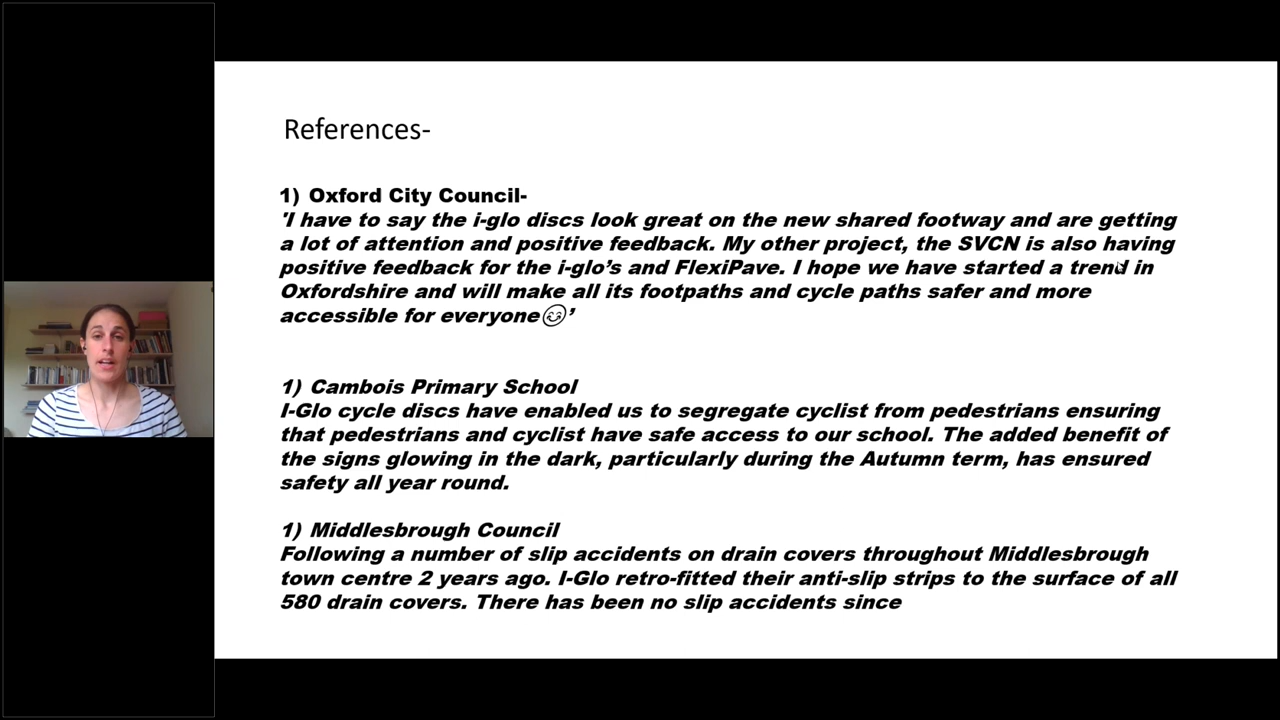 References-
1) Oxford City Council-
'I have to say the i-glo discs look great on the new shared footway and are getting
a lot of attention and positive feedback. My other project, the SVCN is also having
positive feedback for the i-glo’s and FlexiPave. I hope we have started a trend in
Oxfordshire and will make all its footpaths and cycle paths safer and more
accessible for everyone😊’
1) Cambois Primary School
I-Glo cycle discs have enabled us to segregate cyclist from pedestrians ensuring
that pedestrians and cyclist have safe access to our school. The added benefit of
the signs glowing in the dark, particularly during the Autumn term, has ensured
safety all year round.
1) Middlesbrough Council
Following a number of slip accidents on drain covers throughout Middlesbrough
town centre 2 years ago. I-Glo retro-fitted their anti-slip strips to the surface of all
580 drain covers. There has been no slip accidents since